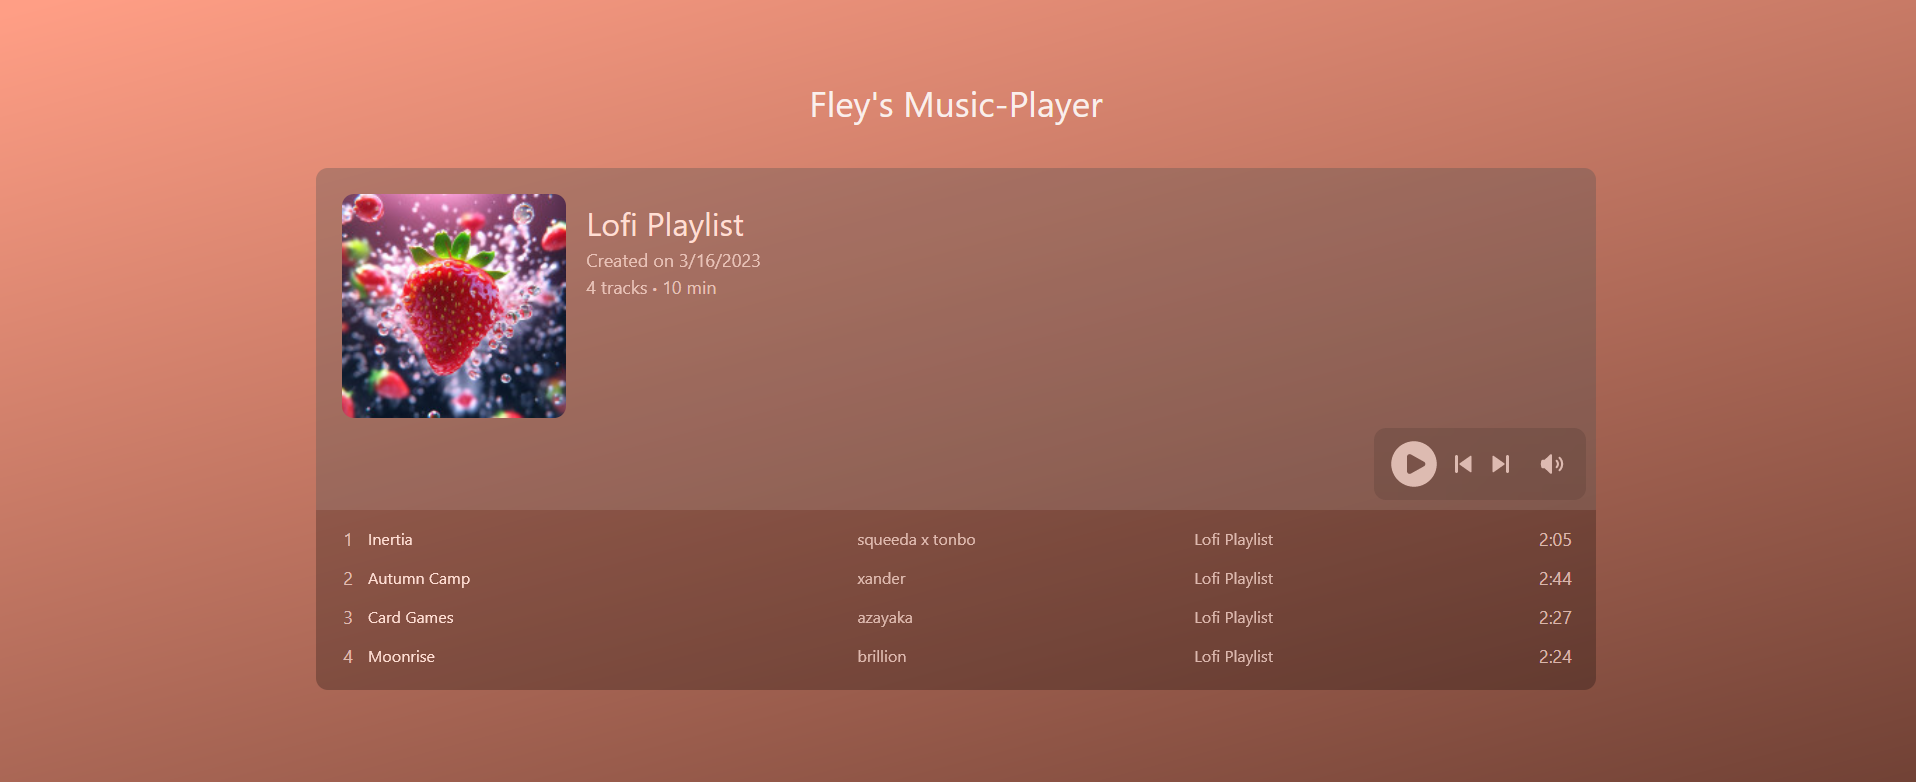 Fley's Music-Player
Lofi Playlist
Created on 3/16/2023
4 tracks • 10 min
1 Inertia squeeda x tonbo Lofi Playlist 2:05
2 Autumn Camp xander Lofi Playlist 2:44
3 Card Games azayaka Lofi Playlist 2:27
4 Moonrise brillion Lofi Playlist 2:24